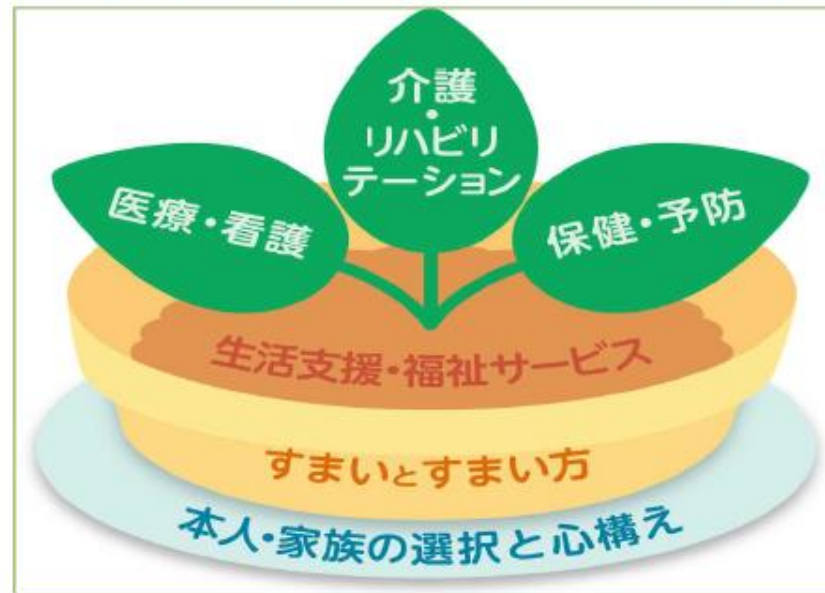 介護
・
リハビリ
テーション
医療・看護
保健・予防
生活支援・福祉サービス
すまいとすまい方
本人・家族の選択と心構え